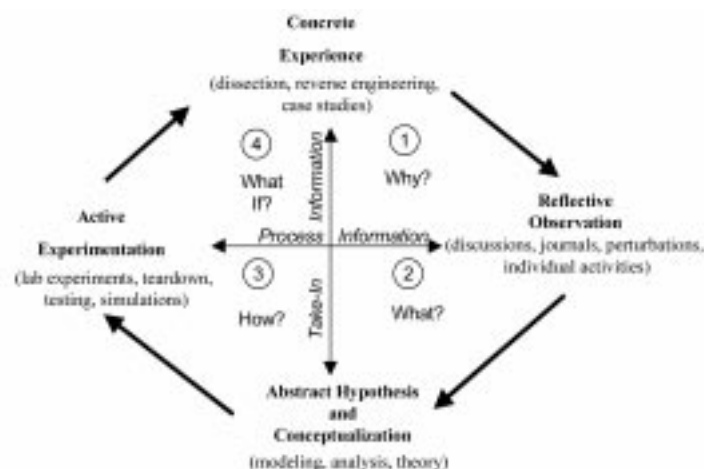 Concrete
Experience
(dissection, reverse engineering,
case studies)
4
1
What
If?
Why?
Information
Reflective
Observation
(discussions, journals, perturbations,
individual activities)
Active
Experimentation
(lab experiments, teardown,
testing, simulations)
Process Information
3
2
How?
What?
Take-In
Abstract Hypothesis
and
Conceptualization
(modeling, analysis, theory)